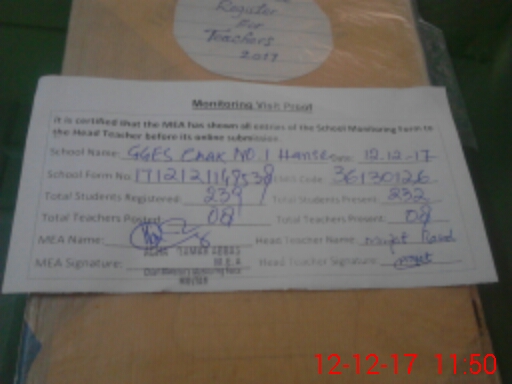 Register
For
Teachers
2017
Monitoring Visit Proof
It is certified that the MEA has shown all entries of the School Monitoring Form to
the Head Teacher before its online submission.
School Name: GGES Chak NO. 1 Date: 12.12-17
School Form No: EMIS Code: 36130126
Total Students Registered: 239 Total Students Present: 232
Total Teachers Posted: 08 Total Teachers Present: 08
MEA Name: Head Teacher Name:
ABBAS
MEA Signature: M.E.A Head Teacher Signature:
12-12-17 11:50